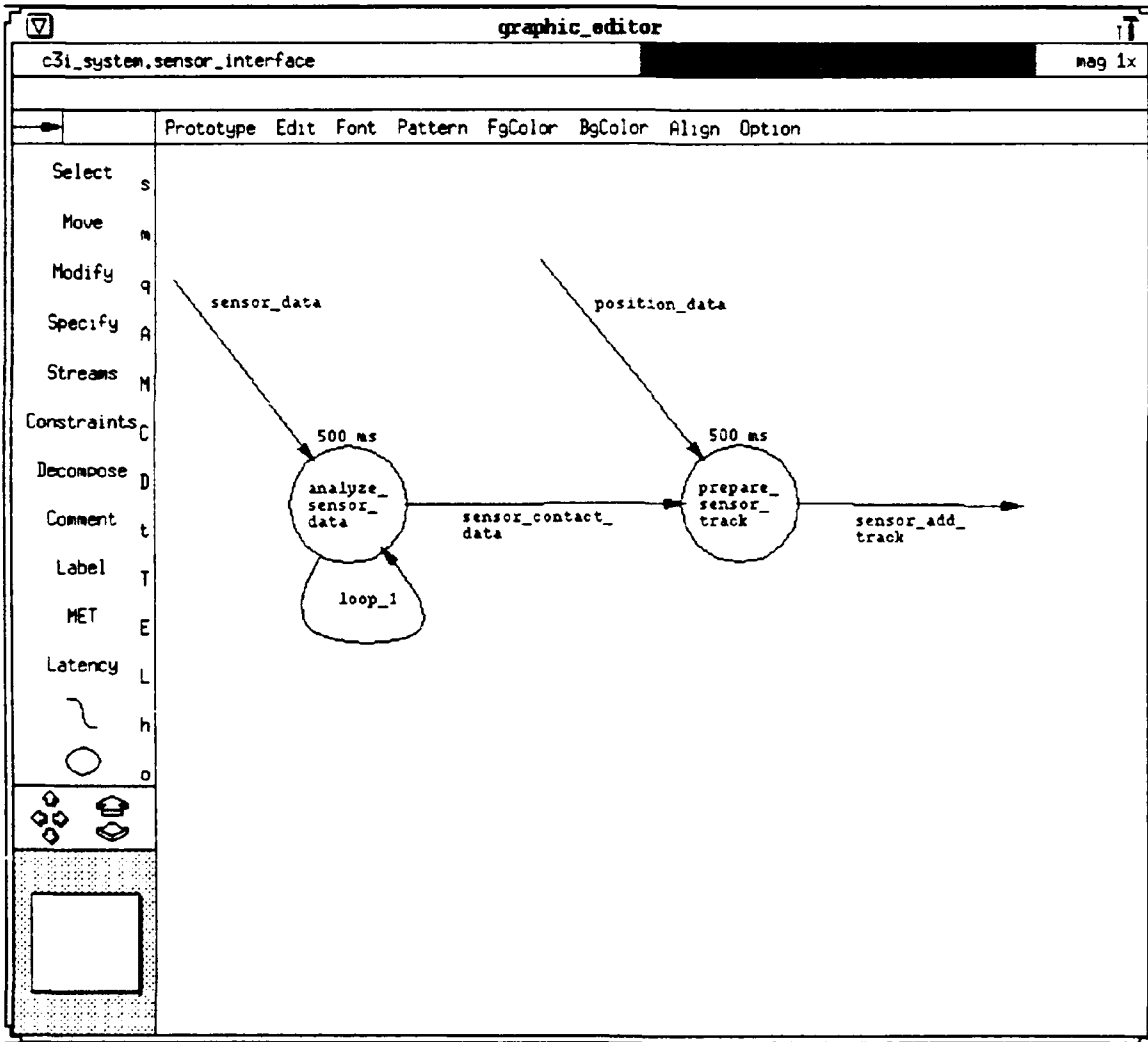 graphic_editor
c3i_system.sensor_interface
mag 1x
Prototype Edit Font Pattern FgColor BgColor Align Option
Select s
Move m
Modify q
Specify A
Streams M
Constraints C
Decompose D
Comment t
Label T
MET E
Latency L
h
o
sensor_data
position_data
500 ms
500 ms
analyze_
sensor_
data
sensor_contact_
data
prepare_
sensor_
track
sensor_add_
track
loop_1